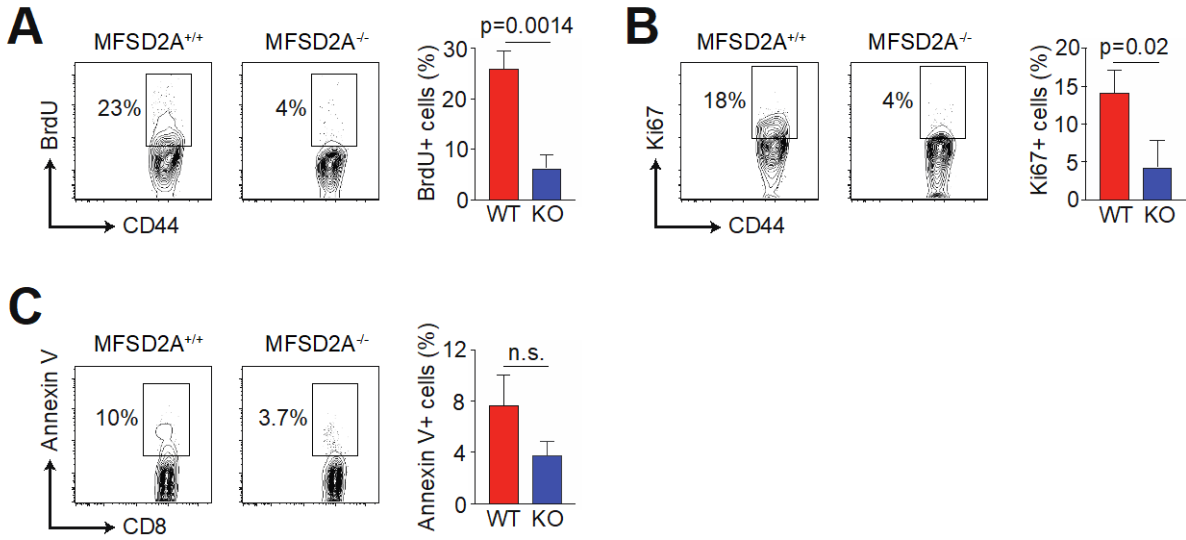 A
MFSD2A+/+
MFSD2A-/-
BrdU
23%
4%
CD44
p=0.0014
BrdU+ cells (%)
30
20
10
0
WT KO
B
MFSD2A+/+
MFSD2A-/-
Ki67
18%
4%
CD44
p=0.02
Ki67+ cells (%)
20
15
10
5
0
WT KO
C
MFSD2A+/+
MFSD2A-/-
Annexin V
10%
3.7%
CD8
n.s.
Annexin V+ cells (%)
12
8
4
0
WT KO